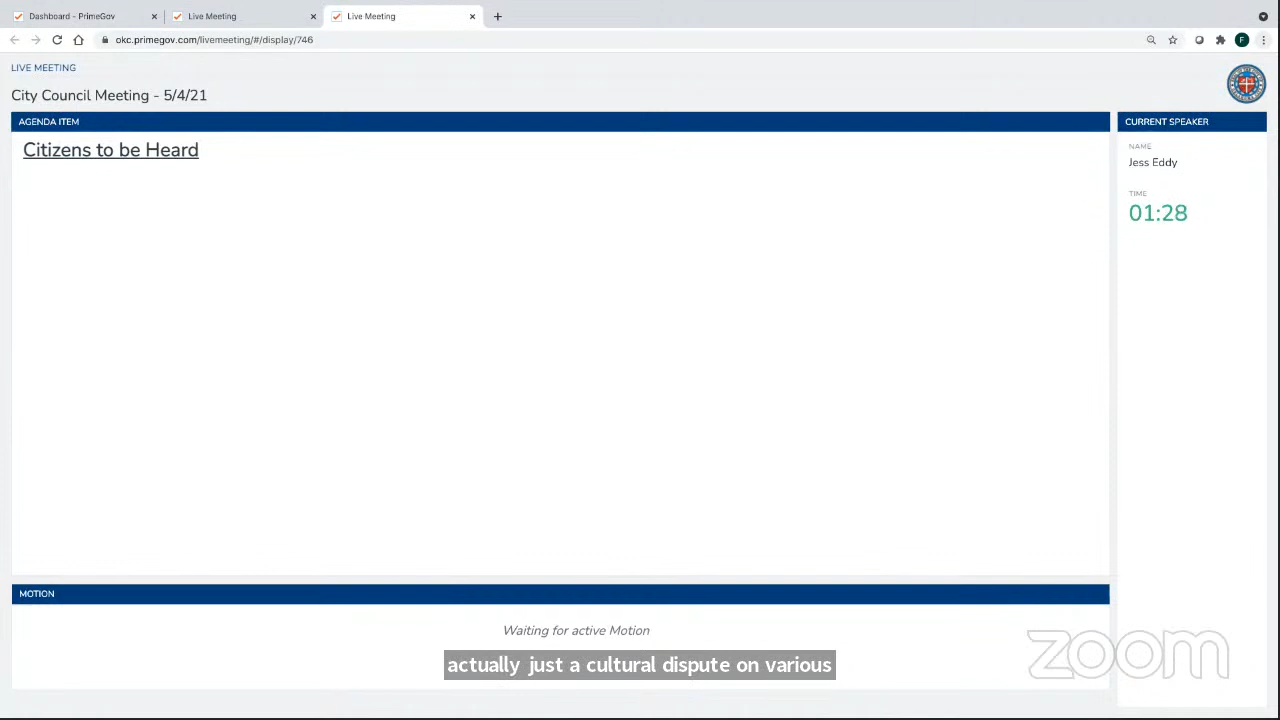 Dashboard - PrimeGov
Live Meeting
Live Meeting
okc.primegov.com/livemeeting/#/display/746
F
LIVE MEETING
City Council Meeting - 5/4/21
AGENDA ITEM
Citizens to be Heard
CURRENT SPEAKER
NAME
Jess Eddy
TIME
01:28
MOTION
Waiting for active Motion
actually just a cultural dispute on various
zoom